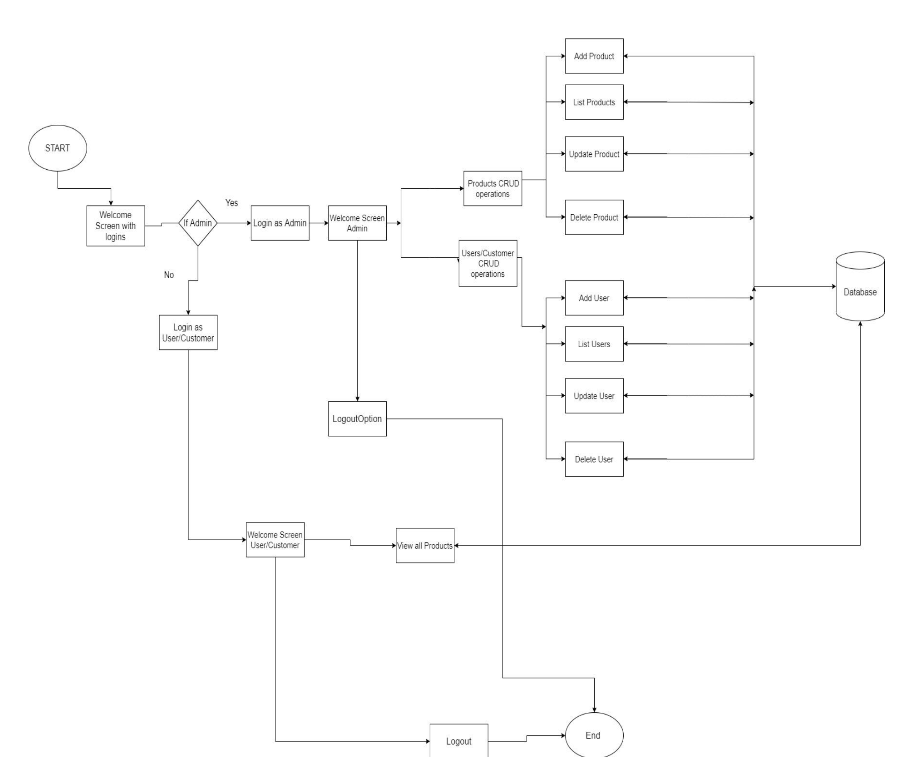 START
Welcome
Screen with
logins
If Admin
Yes
No
Login as Admin
Welcome Screen
Admin
Products CRUD
operations
Users/Customer
CRUD
operations
Add Product
List Products
Update Product
Delete Product
Add User
List Users
Update User
Delete User
Database
Login as
User/Customer
LogoutOption
Welcome Screen
User/Customer
View all Products
Logout
End